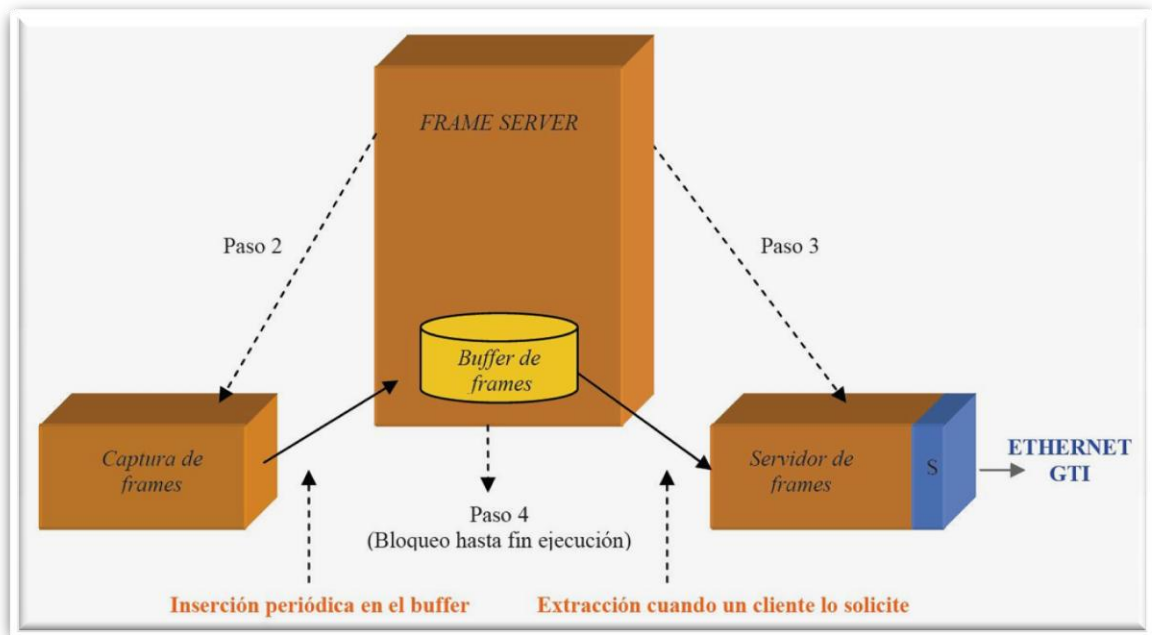 FRAME SERVER
Paso 2
Paso 3
Buffer de
frames
Captura de
frames
Servidor de
frames
S
ETHERNET
GTI
Paso 4
(Bloqueo hasta fin ejecución)
Inserción periódica en el buffer
Extracción cuando un cliente lo solicite